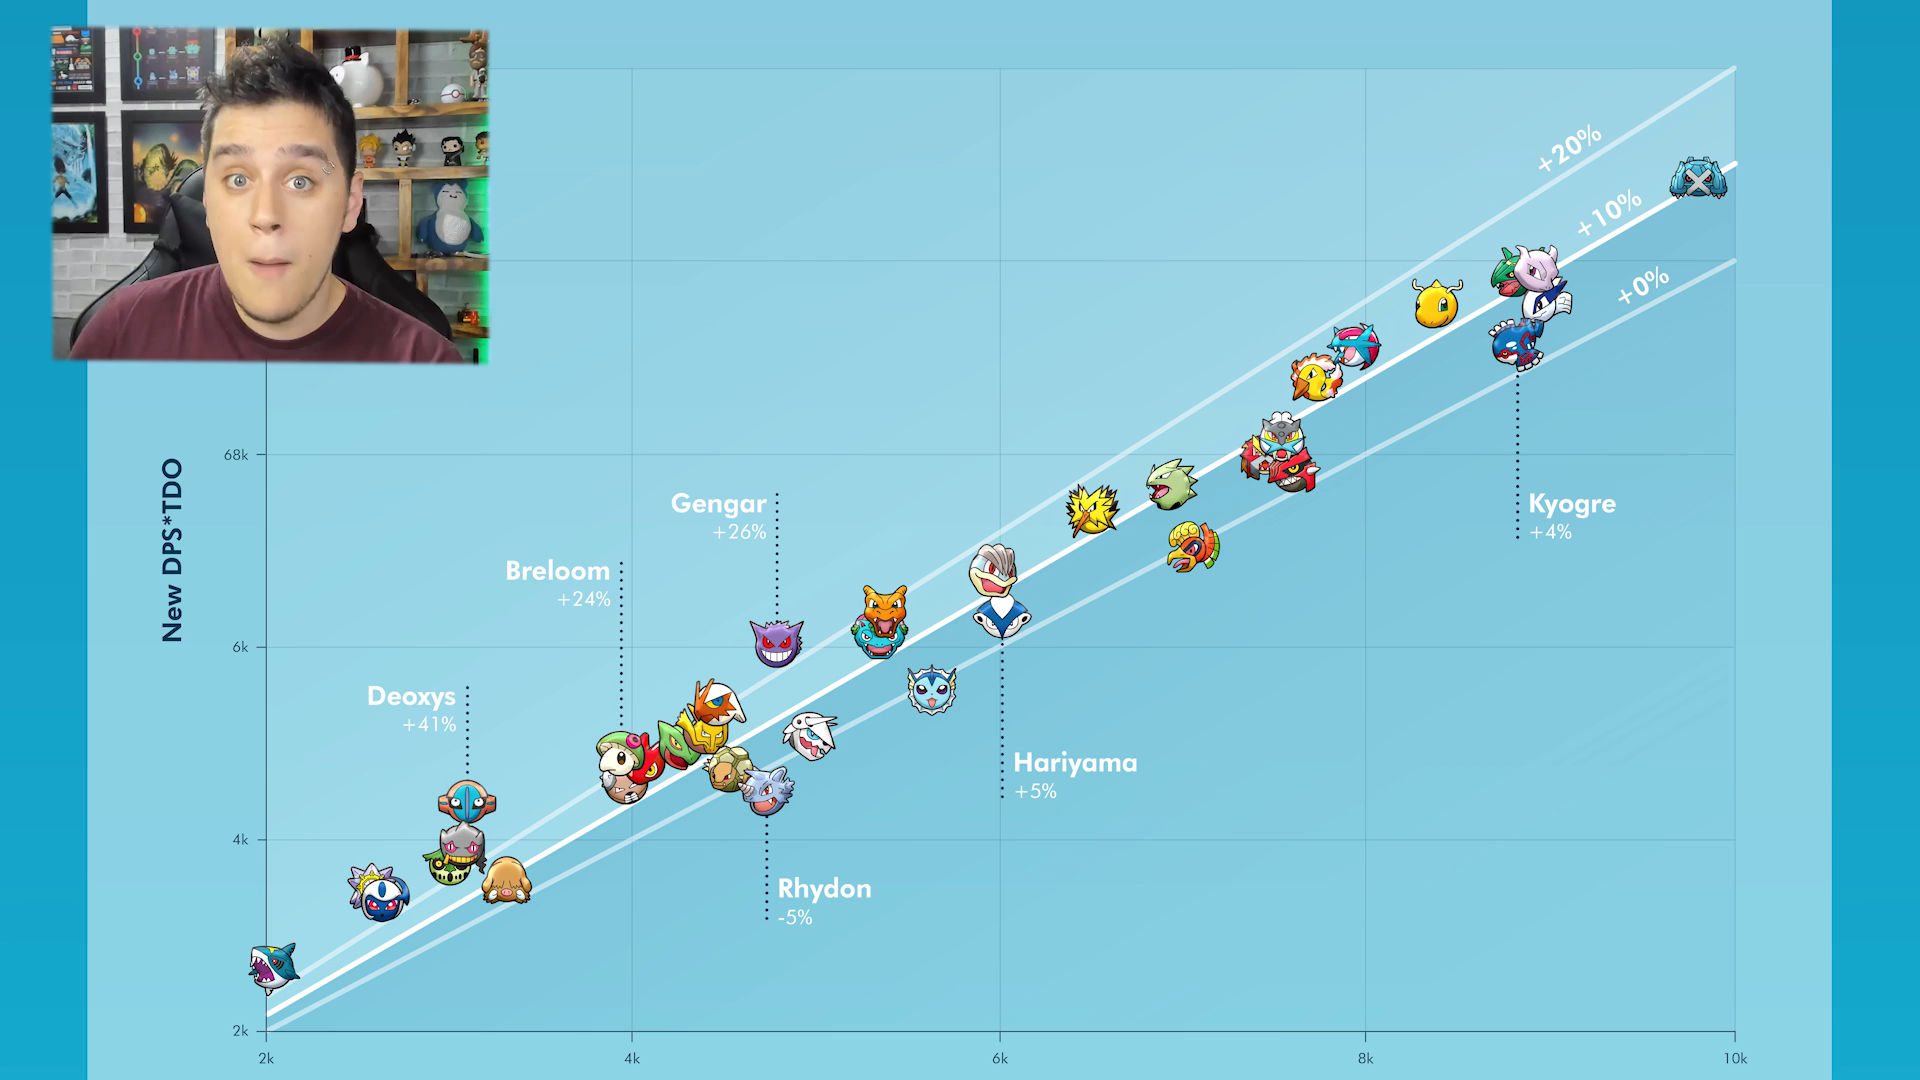 +20%
+10%
+0%
68k
New DPS*TDO
Gengar
+26%
Kyogre
+4%
Breloom
+24%
6k
Deoxys
+41%
Hariyama
+5%
4k
Rhydon
-5%
2k
2k
4k
6k
8k
10k